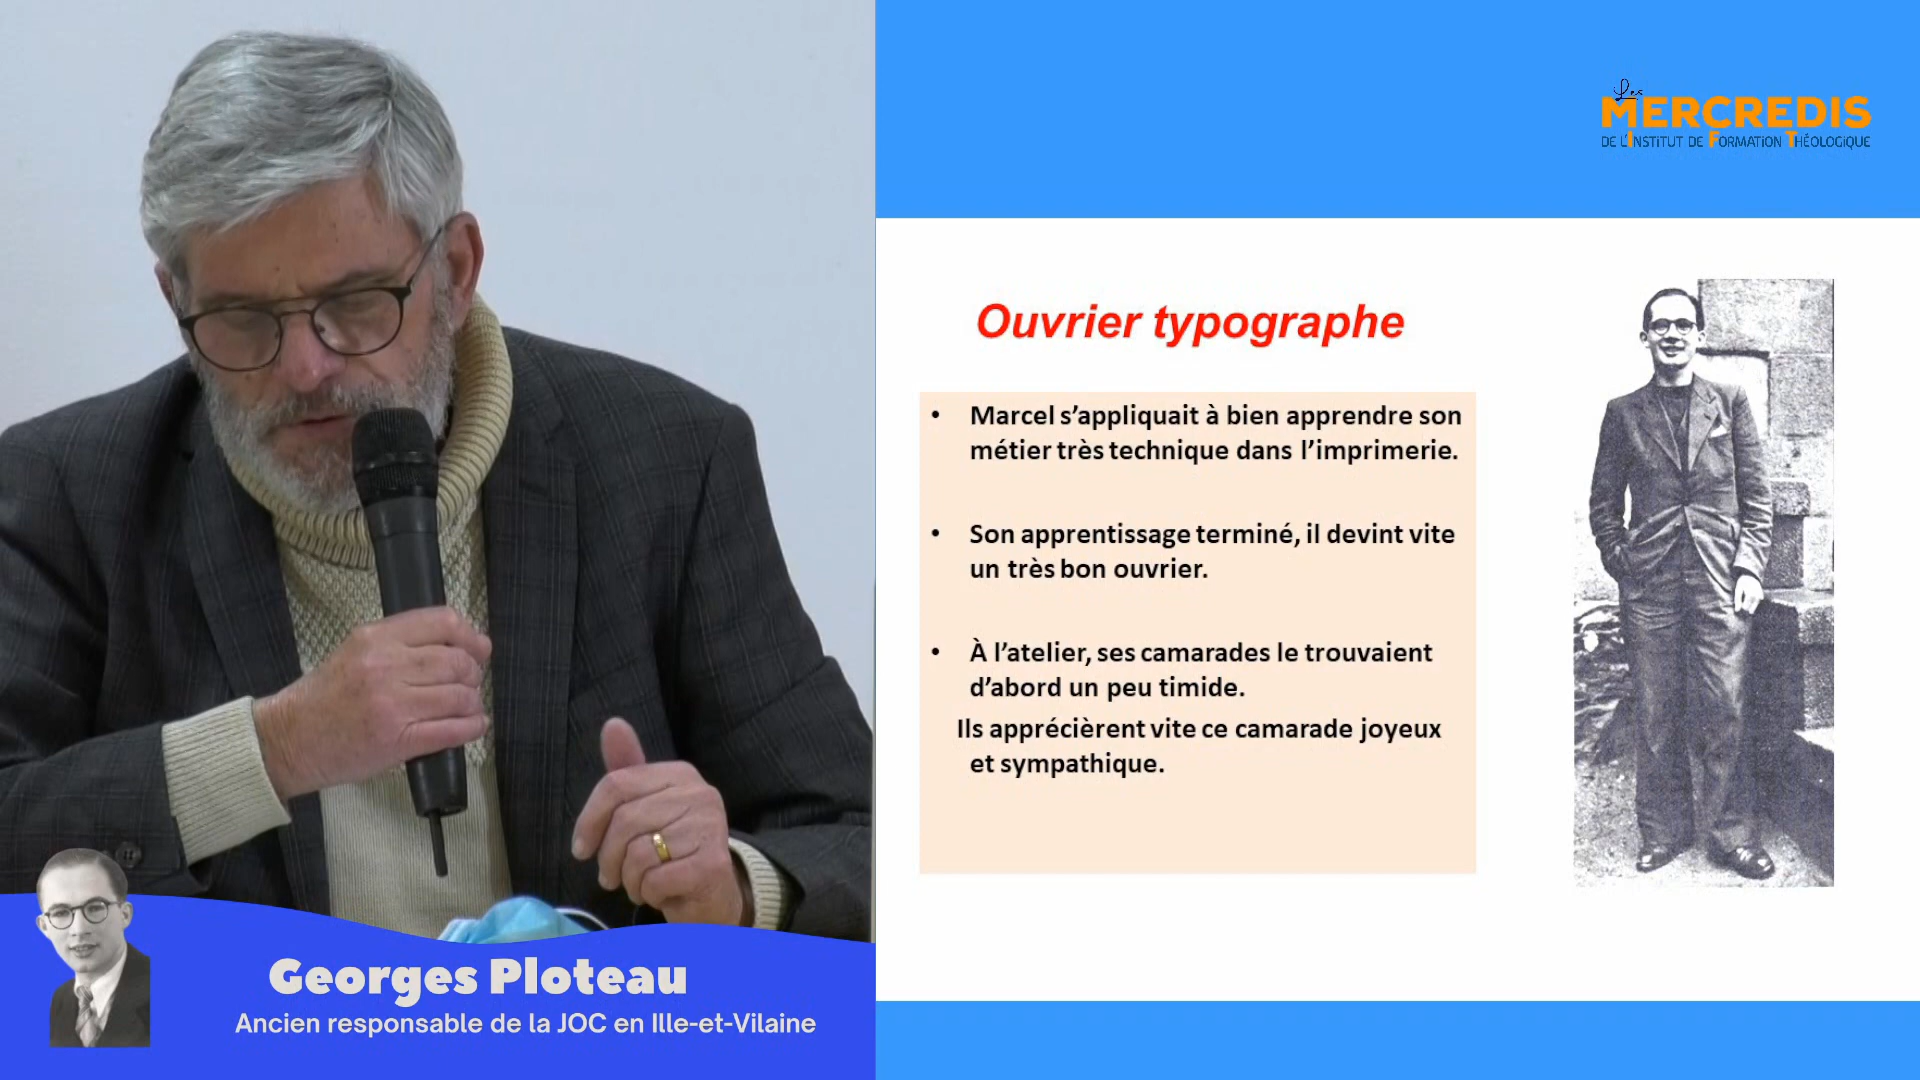 Les
MERCREDIS
DE L'INSTITUT DE FORMATION THÉOLOGIQUE
Ouvrier typographe
• Marcel s’appliquait à bien apprendre son
métier très technique dans l’imprimerie.
• Son apprentissage terminé, il devint vite
un très bon ouvrier.
• À l’atelier, ses camarades le trouvaient
d’abord un peu timide.
Ils apprécièrent vite ce camarade joyeux
et sympathique.
Georges Ploteau
Ancien responsable de la JOC en Ille-et-Vilaine